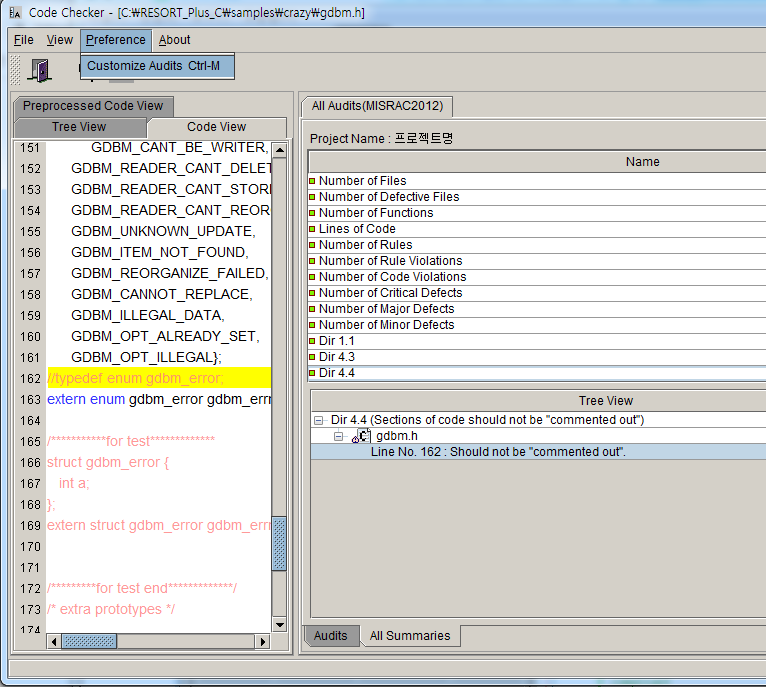 Code Checker - [C:₩RESORT_Plus_C₩samples₩crazy₩gdbm.h]
File View Preference About
Customize Audits Ctrl-M
Preprocessed Code View
Tree View Code View
151 GDBM_CANT_BE_WRITER,
152 GDBM_READER_CANT_DELET
153 GDBM_READER_CANT_STOR
154 GDBM_READER_CANT_REOR
155 GDBM_UNKNOWN_UPDATE,
156 GDBM_ITEM_NOT_FOUND,
157 GDBM_REORGANIZE_FAILED,
158 GDBM_CANNOT_REPLACE,
159 GDBM_ILLEGAL_DATA,
160 GDBM_OPT_ALREADY_SET,
161 GDBM_OPT_ILLEGAL};
162 //typedef enum gdbm_error;
163 extern enum gdbm_error gdbm_err
164
165 /***********for test*************
166 struct gdbm_error {
167 int a;
168 };
169 extern struct gdbm_error gdbm_err
170
171
172 /*********for test end*************/
173 /* extra prototypes */
174
All Audits(MISRAC2012)
Project Name : 프로젝트명
Name
Number of Files
Number of Defective Files
Number of Functions
Lines of Code
Number of Rules
Number of Rule Violations
Number of Code Violations
Number of Critical Defects
Number of Major Defects
Number of Minor Defects
Dir 1.1
Dir 4.3
Dir 4.4
Tree View
Dir 4.4 (Sections of code should not be "commented out")
gdbm.h
Line No. 162 : Should not be "commented out".
Audits All Summaries